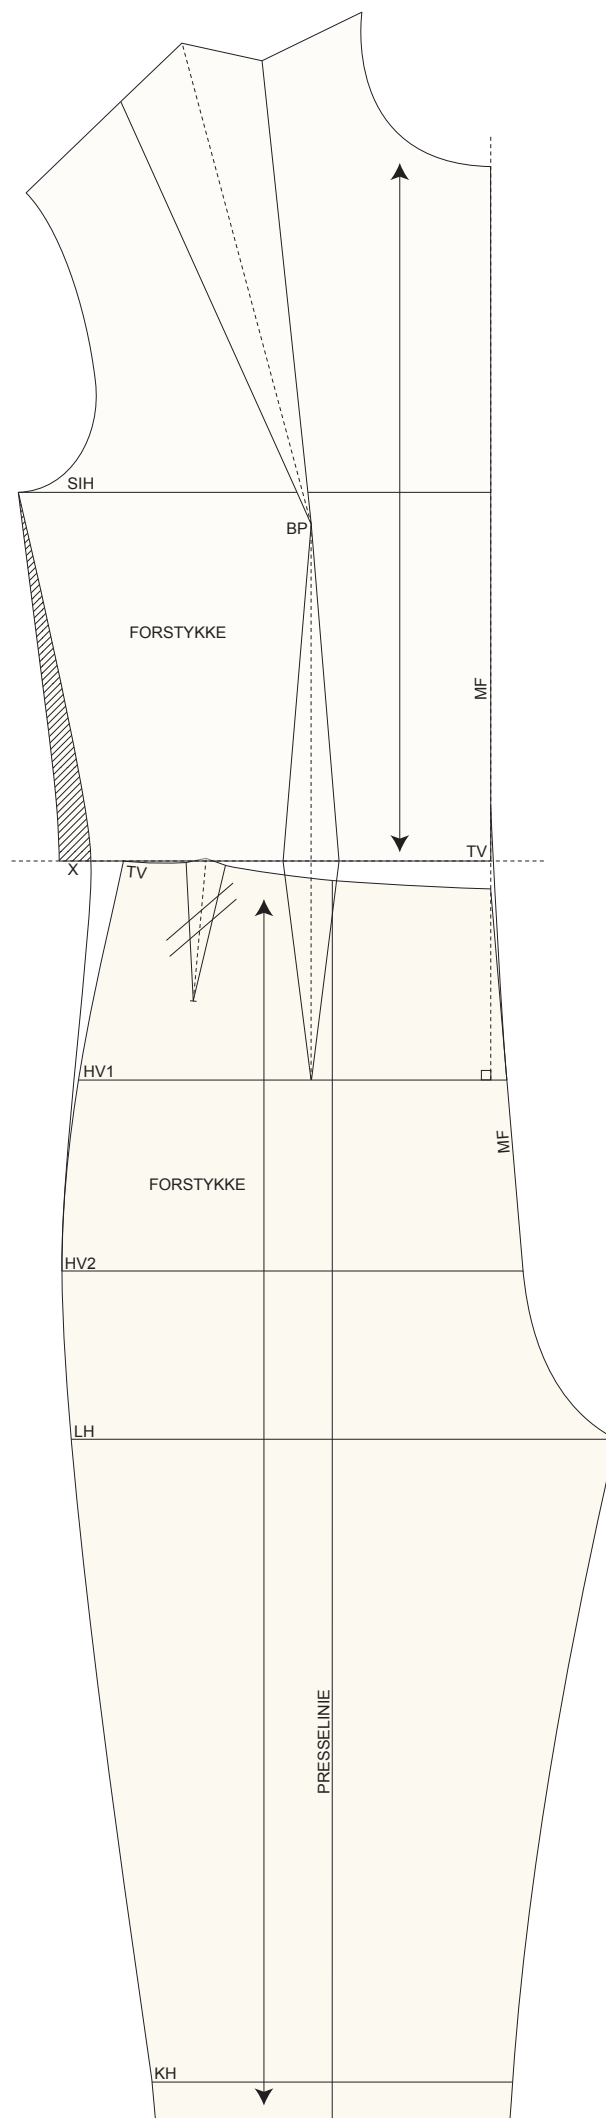 SIH
BP
FORSTYKKE
MF
TV
X
TV
HV1
MF
FORSTYKKE
HV2
LH
PRESSELINIE
KH